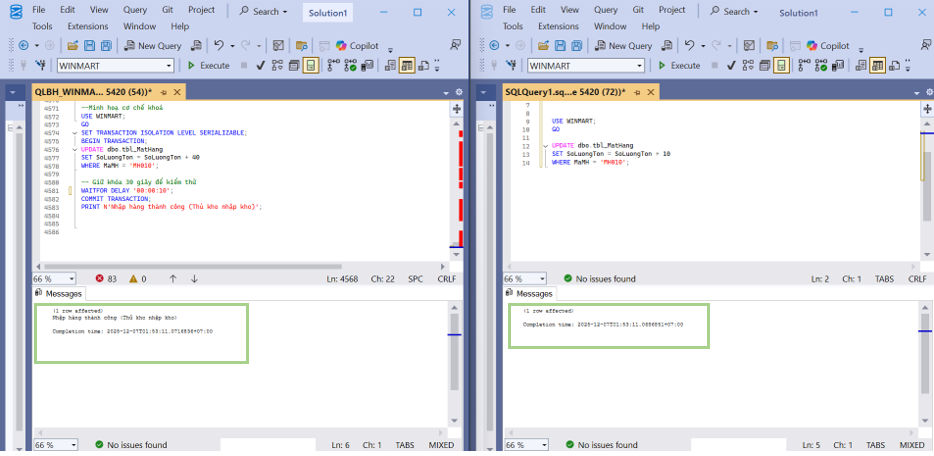 File Edit View Query Git Project Search Solution1
Tools Extensions Window Help
New Query Copilot
WINMART Execute
QLBH_WINMA... 5420 (54))*
4571 --Minh hoạ cơ chế khoá
4572 USE WINMART;
4573 GO
4574 SET TRANSACTION ISOLATION LEVEL SERIALIZABLE;
4575 BEGIN TRANSACTION;
4576 UPDATE dbo.tbl_MatHang
4577 SET SoLuongTon = SoLuongTon + 40
4578 WHERE MaMH = 'MH010';
4579
4580 -- Giữ khóa 30 giây để kiểm thử
4581 WAITFOR DELAY '00:00:10';
4582 COMMIT TRANSACTION;
4583 PRINT N'Nhập hàng thành công (Thủ kho nhập kho)';
4584
4585
4586
66 % 83 0 Ln: 4568 Ch: 22 SPC CRLF
Messages
(1 row affected)
Nhập hàng thành công (Thủ kho nhập kho)
Completion time: 2025-12-07T01:53:11.0716836+07:00
66 % No issues found Ln: 6 Ch: 1 TABS MIXED
File Edit View Query Git Project Search Solution1
Tools Extensions Window Help
New Query Copilot
WINMART Execute
SQLQuery1.sq...e 5420 (72))*
7
8
9 USE WINMART;
10 GO
11
12 UPDATE dbo.tbl_MatHang
13 SET SoLuongTon = SoLuongTon + 10
14 WHERE MaMH = 'MH010';
66 % No issues found Ln: 2 Ch: 1 TABS CRLF
Messages
(1 row affected)
Completion time: 2025-12-07T01:53:11.0656851+07:00
66 % No issues found Ln: 5 Ch: 1 TABS MIXED